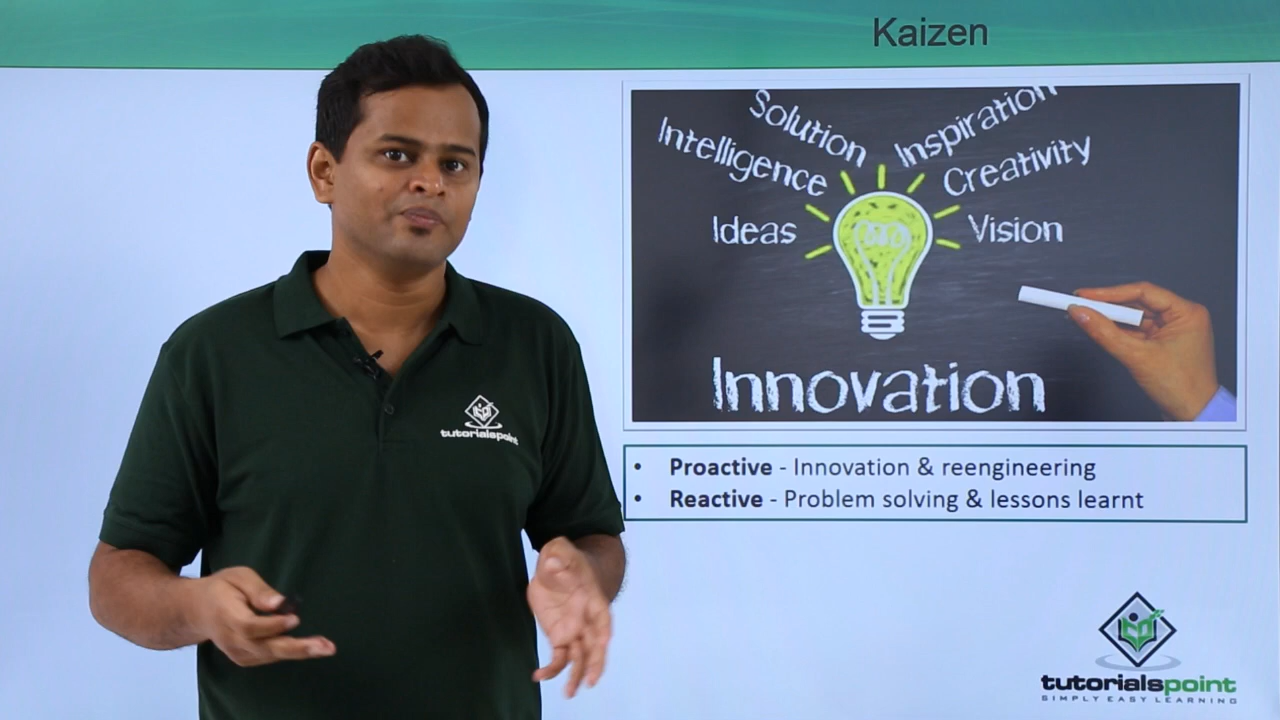 Kaizen
Solution
Inspiration
Intelligence
Creativity
Ideas
Vision
Innovation
• Proactive - Innovation & reengineering
• Reactive - Problem solving & lessons learnt
tutorialspoint
tutorialspoint
SIMPLY EASY LEARNING